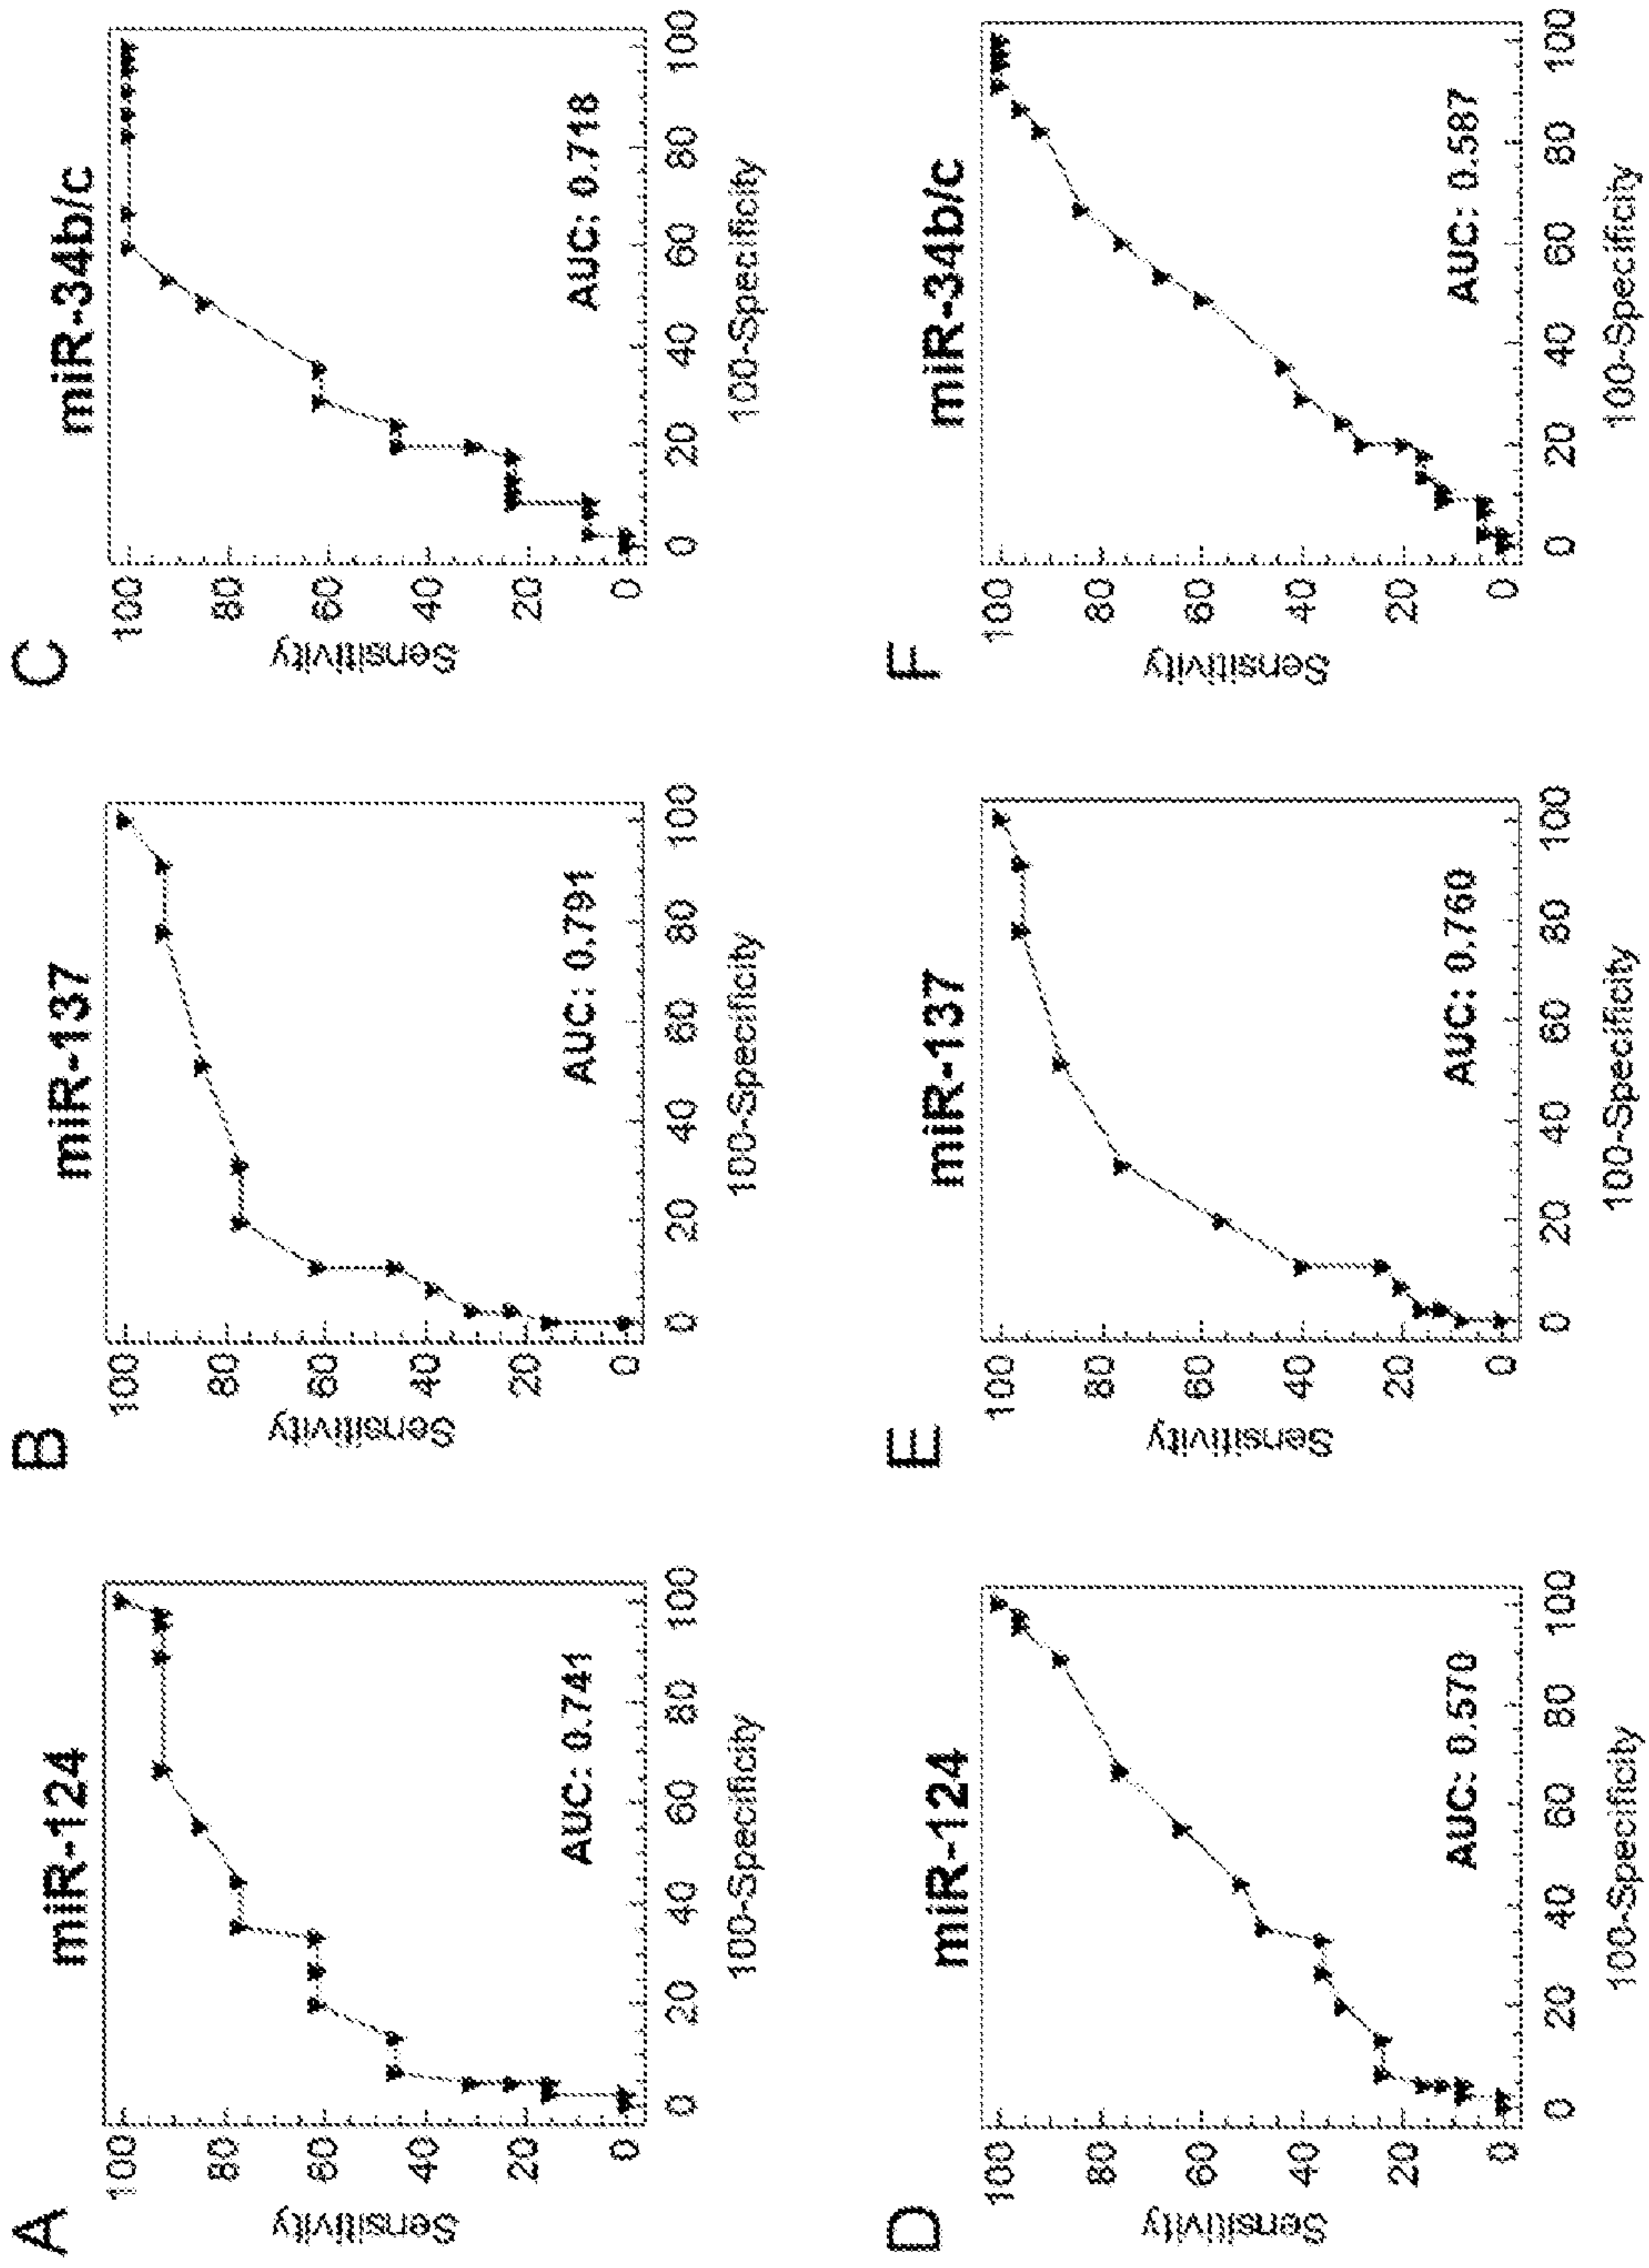 A
miR-124
100
80
60
40
20
0
Sensitivity
AUC: 0.741
0 20 40 60 80 100
100-Specificity
B
miR-137
100
80
60
40
20
0
Sensitivity
AUC: 0.791
0 20 40 60 80 100
100-Specificity
C
miR-34b/c
100
80
60
40
20
0
Sensitivity
AUC: 0.718
0 20 40 60 80 100
100-Specificity
D
miR-124
100
80
60
40
20
0
Sensitivity
AUC: 0.570
0 20 40 60 80 100
100-Specificity
E
miR-137
100
80
60
40
20
0
Sensitivity
AUC: 0.760
0 20 40 60 80 100
100-Specificity
F
miR-34b/c
100
80
60
40
20
0
Sensitivity
AUC: 0.587
0 20 40 60 80 100
100-Specificity